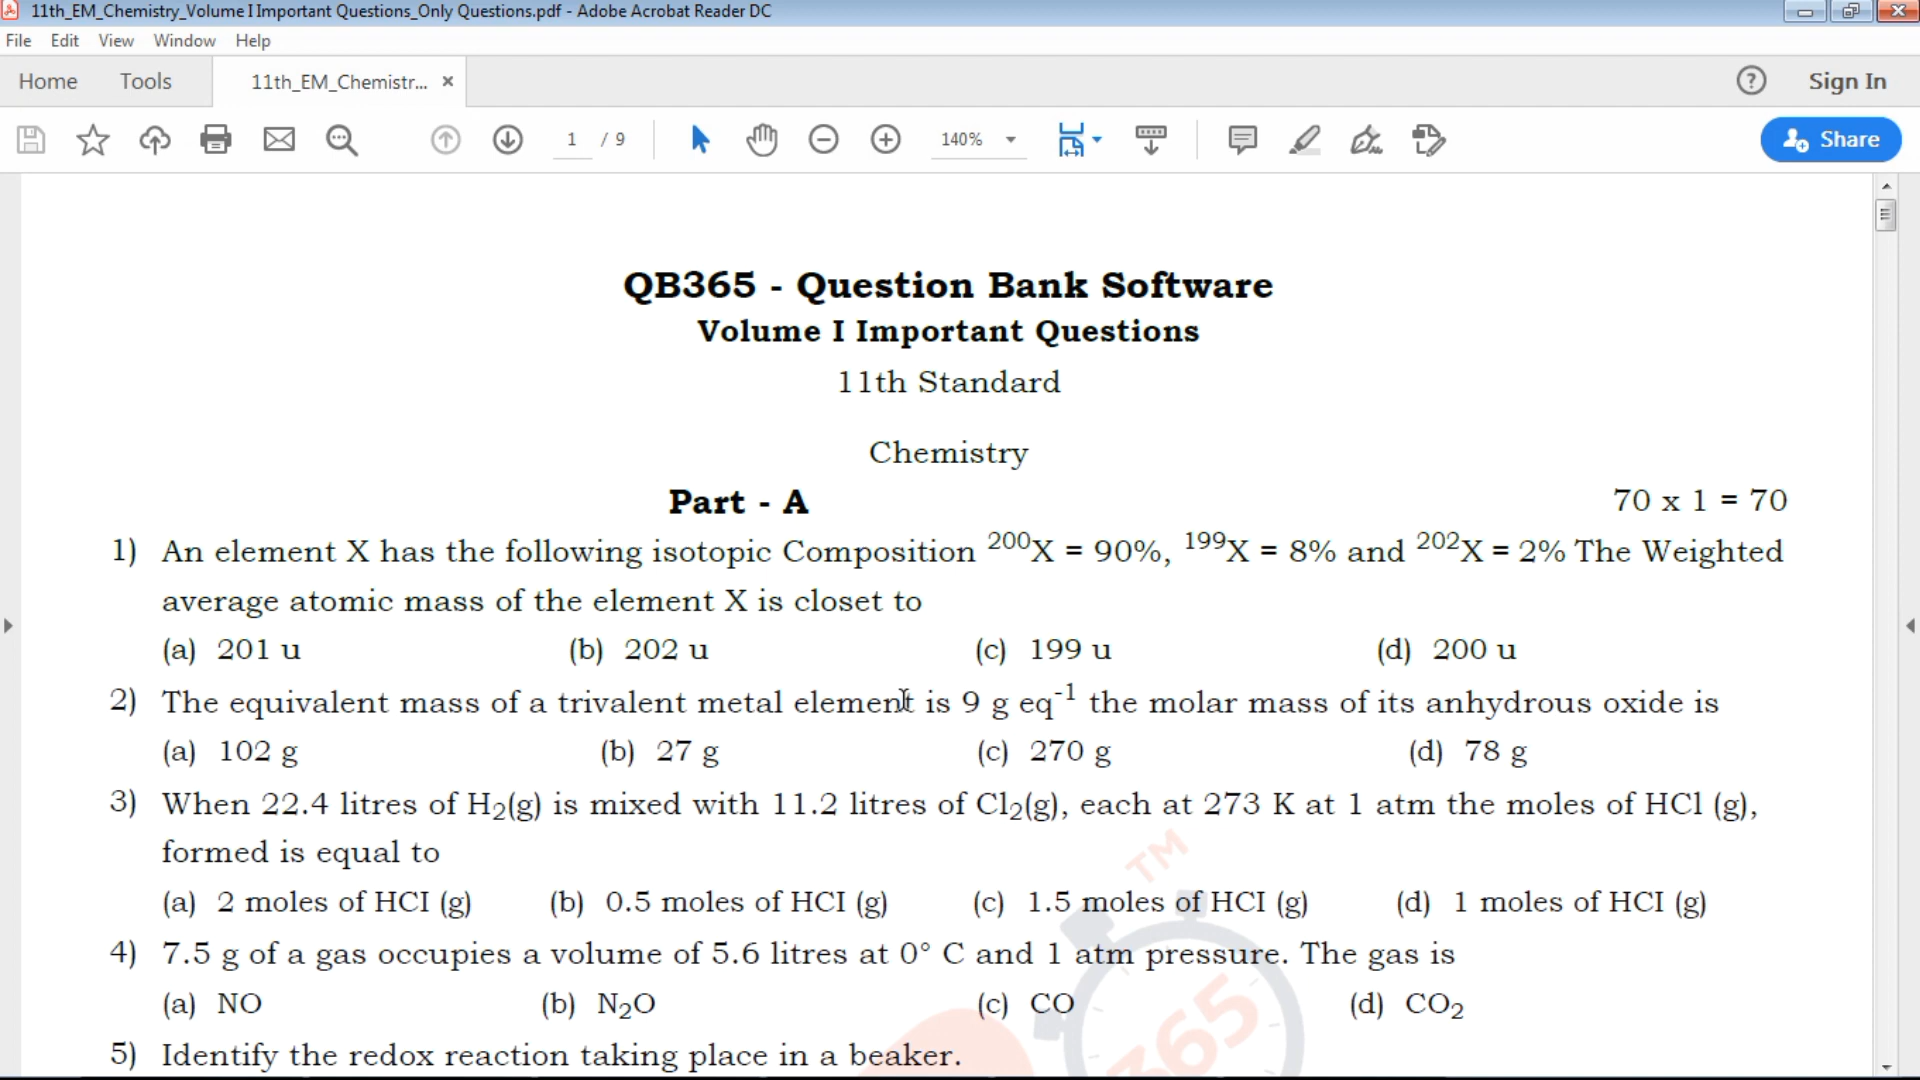 11th_EM_Chemistry_Volume I Important Questions_Only Questions.pdf - Adobe Acrobat Reader DC
File Edit View Window Help
Home Tools 11th_EM_Chemistr... × ? Sign In
1 / 9 140% Share
QB365 - Question Bank Software
Volume I Important Questions
11th Standard
Chemistry
Part - A 70 x 1 = 70
1) An element X has the following isotopic Composition ²⁰⁰X = 90%, ¹⁹⁹X = 8% and ²⁰²X = 2% The Weighted
average atomic mass of the element X is closet to
(a) 201 u (b) 202 u (c) 199 u (d) 200 u
2) The equivalent mass of a trivalent metal element is 9 g eq⁻¹ the molar mass of its anhydrous oxide is
(a) 102 g (b) 27 g (c) 270 g (d) 78 g
3) When 22.4 litres of H₂(g) is mixed with 11.2 litres of Cl₂(g), each at 273 K at 1 atm the moles of HCl (g),
formed is equal to
(a) 2 moles of HCI (g) (b) 0.5 moles of HCI (g) (c) 1.5 moles of HCI (g) (d) 1 moles of HCI (g)
4) 7.5 g of a gas occupies a volume of 5.6 litres at 0° C and 1 atm pressure. The gas is
(a) NO (b) N₂O (c) CO (d) CO₂
5) Identify the redox reaction taking place in a beaker.
TM
365